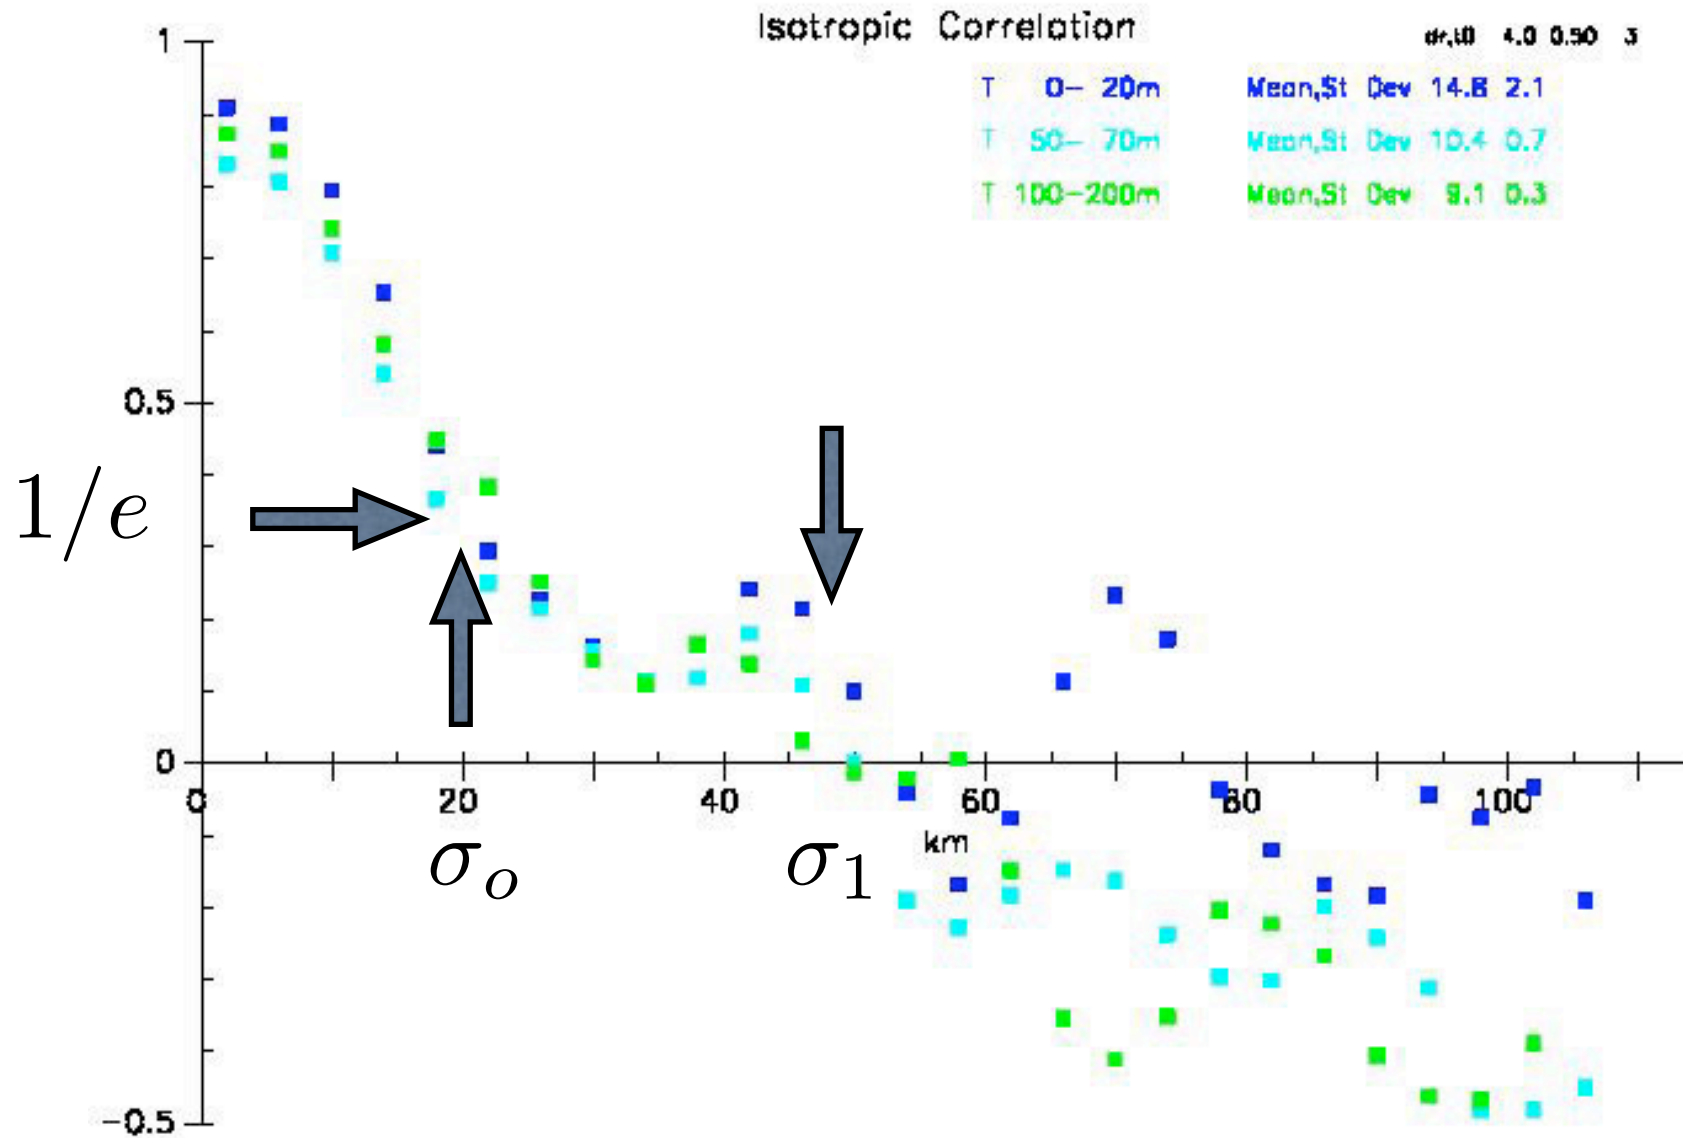 Isotropic Correlation
dr,t0 4.0 0.50 3
T 0- 20m Mean,St Dev 14.8 2.1
T 50- 70m Mean,St Dev 10.4 0.7
T 100-200m Mean,St Dev 9.1 0.3
1
0.5
1/e
0
0 20 40 60 80 100
km
σo σ1
-0.5